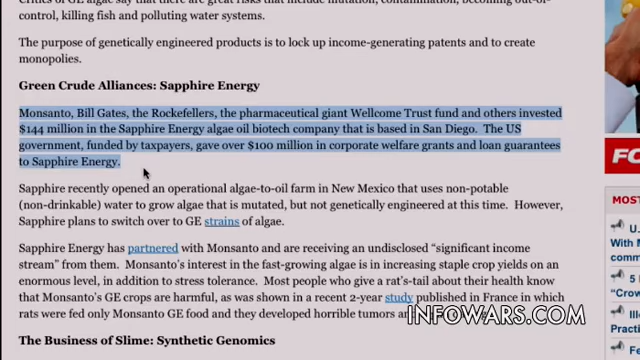 Critics of GE algae say that there are great risks that include mutation, contamination, becoming out-of-
control, killing fish and polluting water systems.
The purpose of genetically engineered products is to lock up income-generating patents and to create
monopolies.
Green Crude Alliances: Sapphire Energy
Monsanto, Bill Gates, the Rockefellers, the pharmaceutical giant Wellcome Trust fund and others invested
$144 million in the Sapphire Energy algae oil biotech company that is based in San Diego. The US
government, funded by taxpayers, gave over $100 million in corporate welfare grants and loan guarantees
to Sapphire Energy.
Sapphire recently opened an operational algae-to-oil farm in New Mexico that uses non-potable
(non-drinkable) water to grow algae that is mutated, but not genetically engineered at this time. However,
Sapphire plans to switch over to GE strains of algae.
Sapphire Energy has partnered with Monsanto and are receiving an undisclosed “significant income
stream” from them. Monsanto’s interest in the fast-growing algae is in increasing staple crop yields on an
enormous level, in addition to stress tolerance. Most people who give a rat’s-tail about their health know
that Monsanto’s GE crops are harmful, as was shown in a recent 2-year study published in France in which
rats were fed only Monsanto GE food and they developed horrible tumors
INFOWARS.COM
The Business of Slime: Synthetic Genomics
FO
MOST
U.
With M
comm
5
"Crow
Ille
Practi